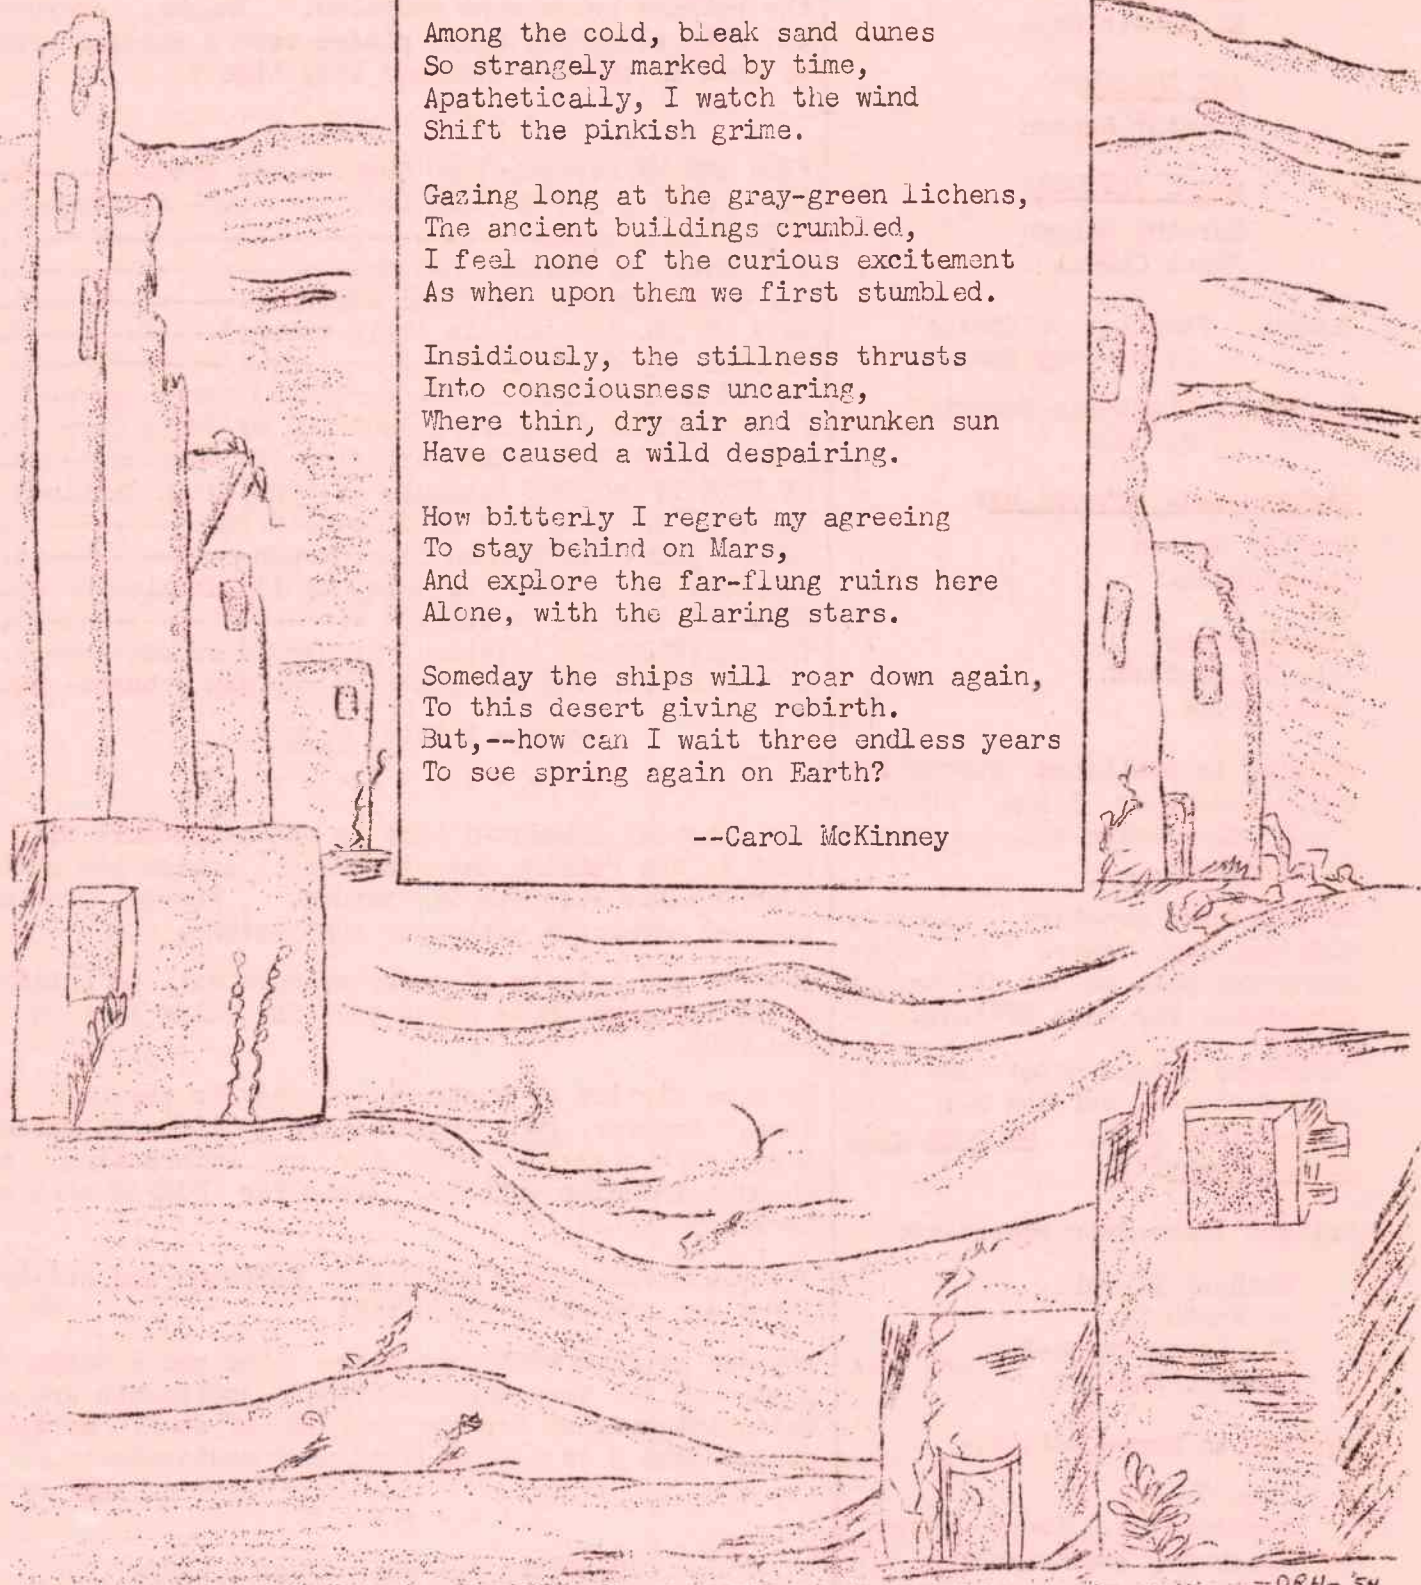 Among the cold, bleak sand dunes
So strangely marked by time,
Apathetically, I watch the wind
Shift the pinkish grime.

Gazing long at the gray-green lichens,
The ancient buildings crumbled,
I feel none of the curious excitement
As when upon them we first stumbled.

Insidiously, the stillness thrusts
Into consciousness uncaring,
Where thin, dry air and shrunken sun
Have caused a wild despairing.

How bitterly I regret my agreeing
To stay behind on Mars,
And explore the far-flung ruins here
Alone, with the glaring stars.

Someday the ships will roar down again,
To this desert giving rebirth.
But,--how can I wait three endless years
To see spring again on Earth?

--Carol McKinney
'54